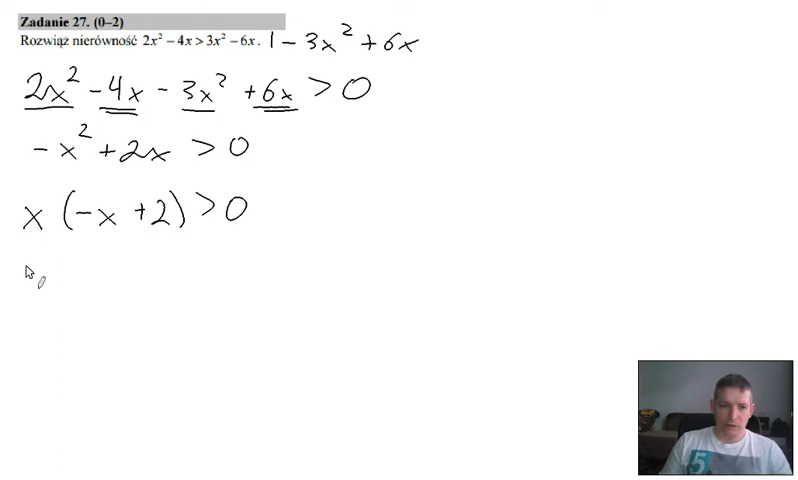 Zadanie 27. (0–2)
Rozwiąż nierówność 2x² − 4x > 3x² − 6x. | − 3x² + 6x
2x² − 4x − 3x² + 6x > 0
− x² + 2x > 0
x (−x + 2) > 0
5